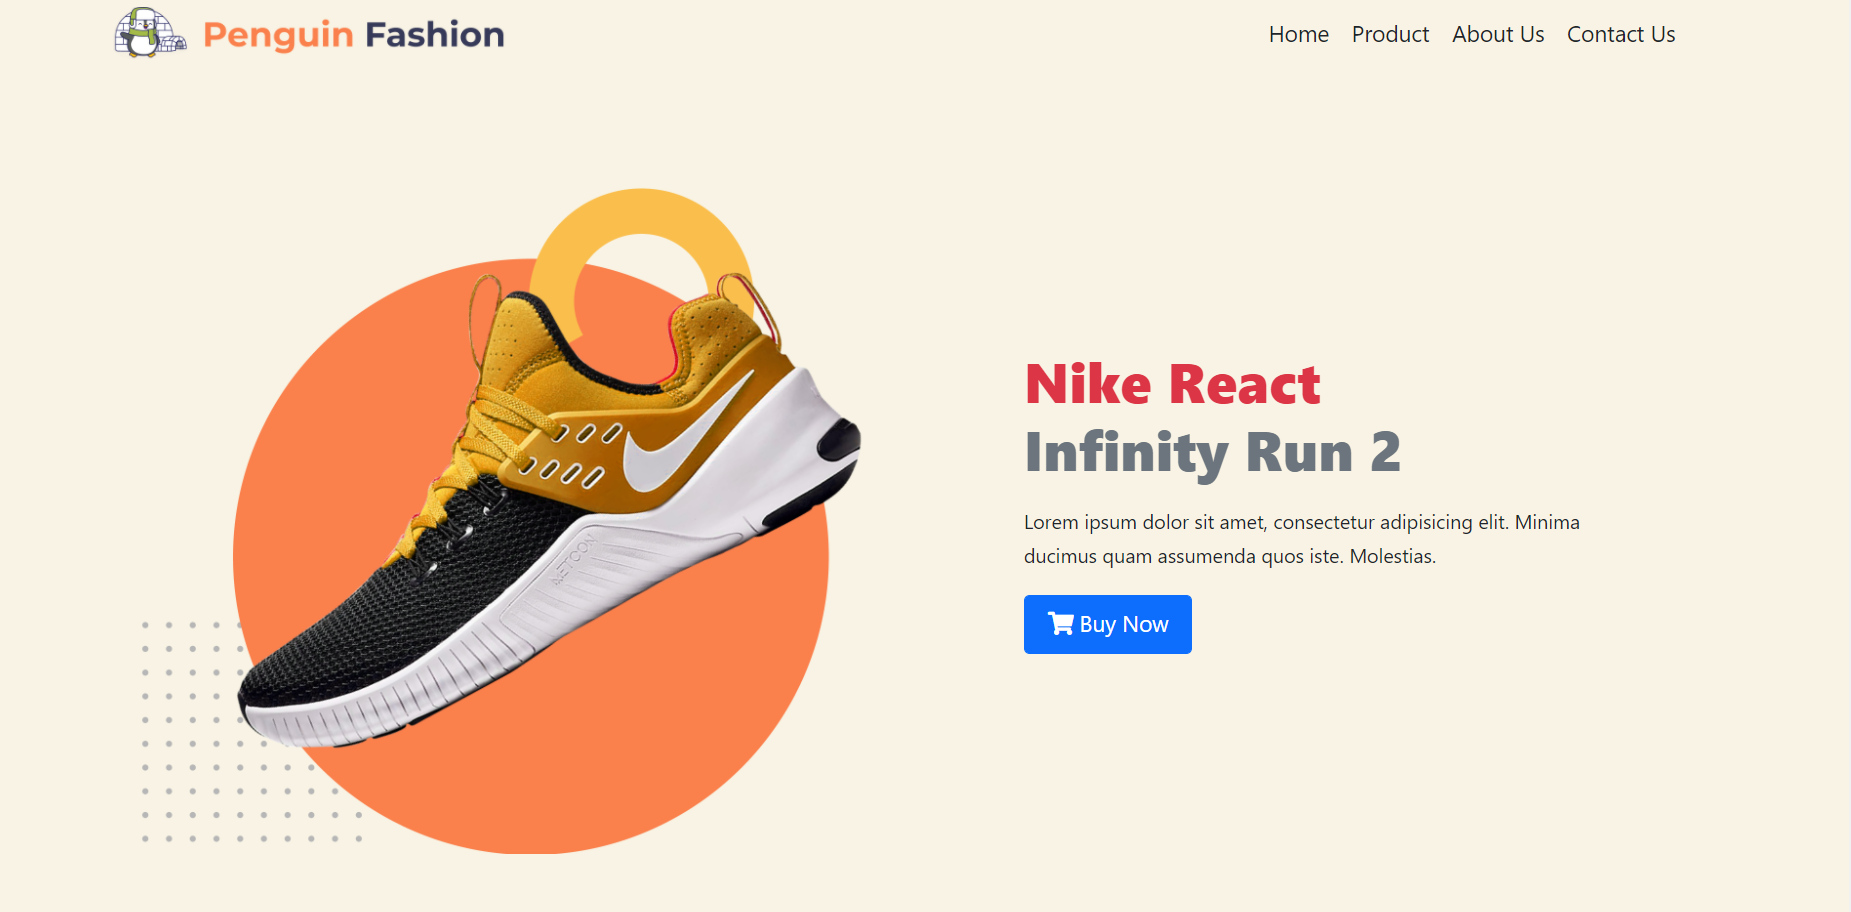 Penguin Fashion
Home Product About Us Contact Us
METCON
Nike React
Infinity Run 2
Lorem ipsum dolor sit amet, consectetur adipisicing elit. Minima
ducimus quam assumenda quos iste. Molestias.
Buy Now